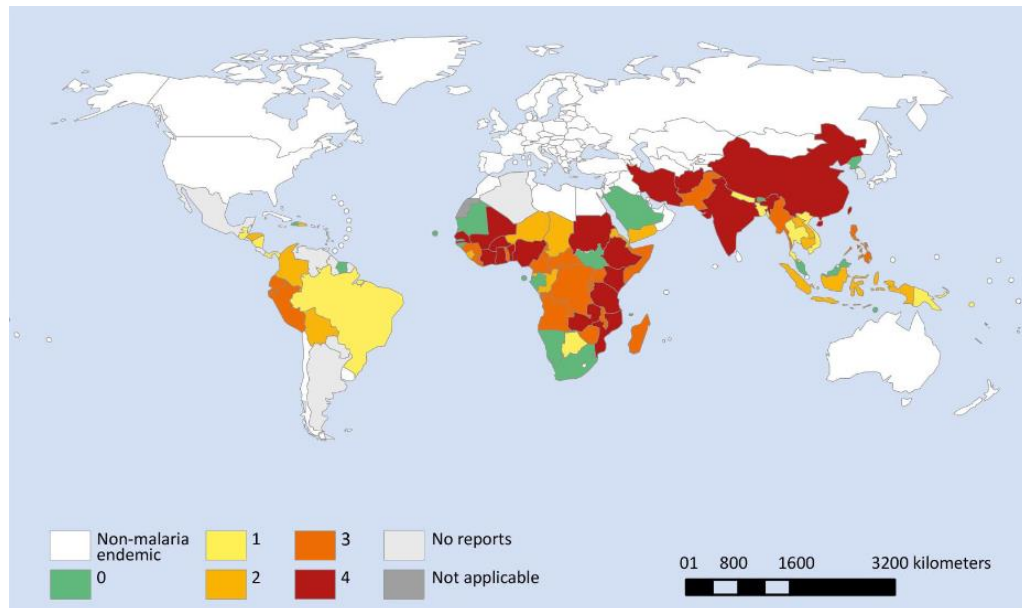 Non-malaria
endemic
0
1
2
3
4
No reports
Not applicable
01 800 1600 3200 kilometers